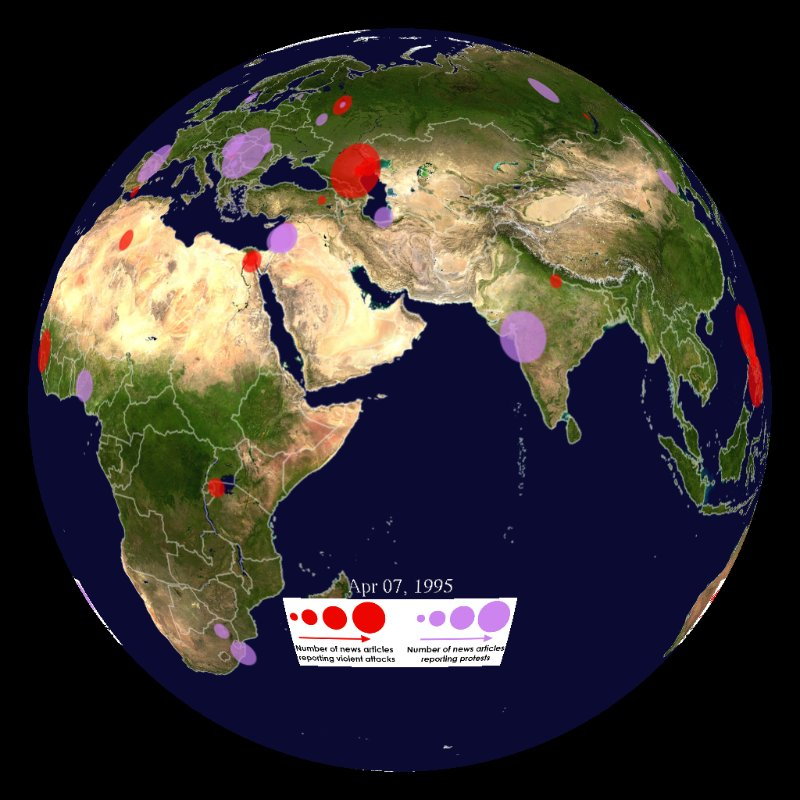 Apr 07, 1995
Number of news articles
reporting violent attacks
Number of news articles
reporting protests